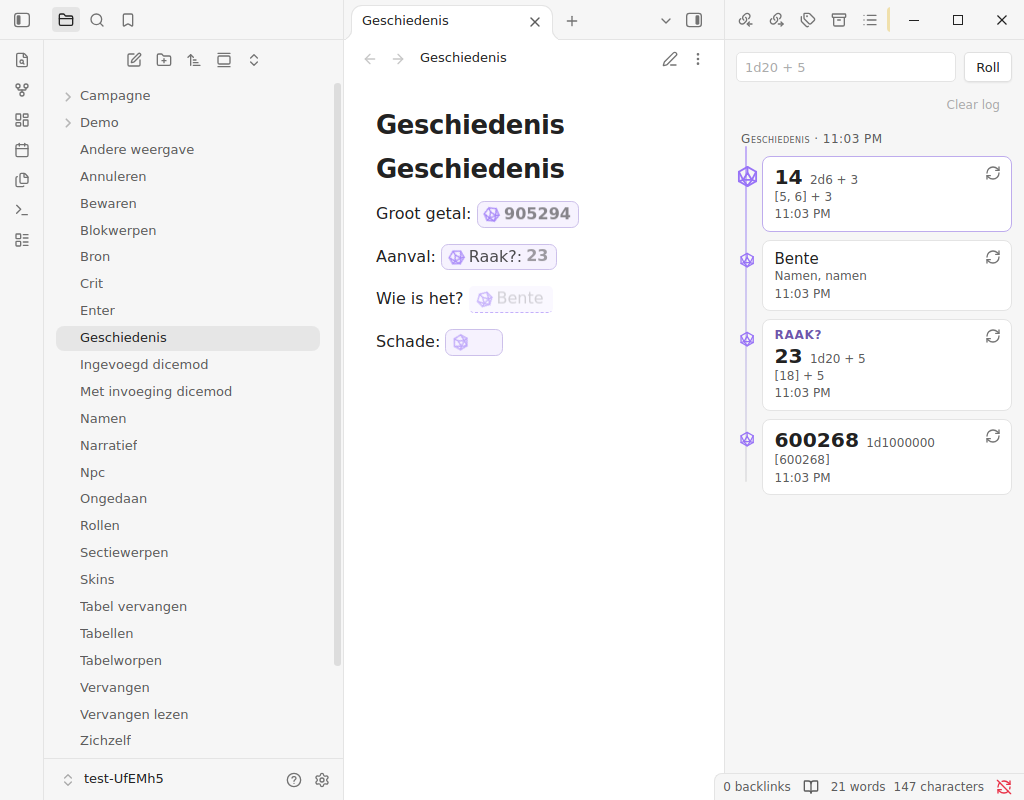 Geschiedenis
Geschiedenis
Campagne
Demo
Andere weergave
Annuleren
Bewaren
Blokwerpen
Bron
Crit
Enter
Geschiedenis
Ingevoegd dicemod
Met invoeging dicemod
Namen
Narratief
Npc
Ongedaan
Rollen
Sectiewerpen
Skins
Tabel vervangen
Tabellen
Tabelworpen
Vervangen
Vervangen lezen
Zichzelf
test-UfEMh5
Geschiedenis
Geschiedenis
Groot getal: 905294
Aanval: Raak?: 23
Wie is het? Bente
Schade:
1d20 + 5
Roll
Clear log
Geschiedenis · 11:03 PM
14 2d6 + 3
[5, 6] + 3
11:03 PM
Bente
Namen, namen
11:03 PM
RAAK?
23 1d20 + 5
[18] + 5
11:03 PM
600268 1d1000000
[600268]
11:03 PM
0 backlinks 21 words 147 characters